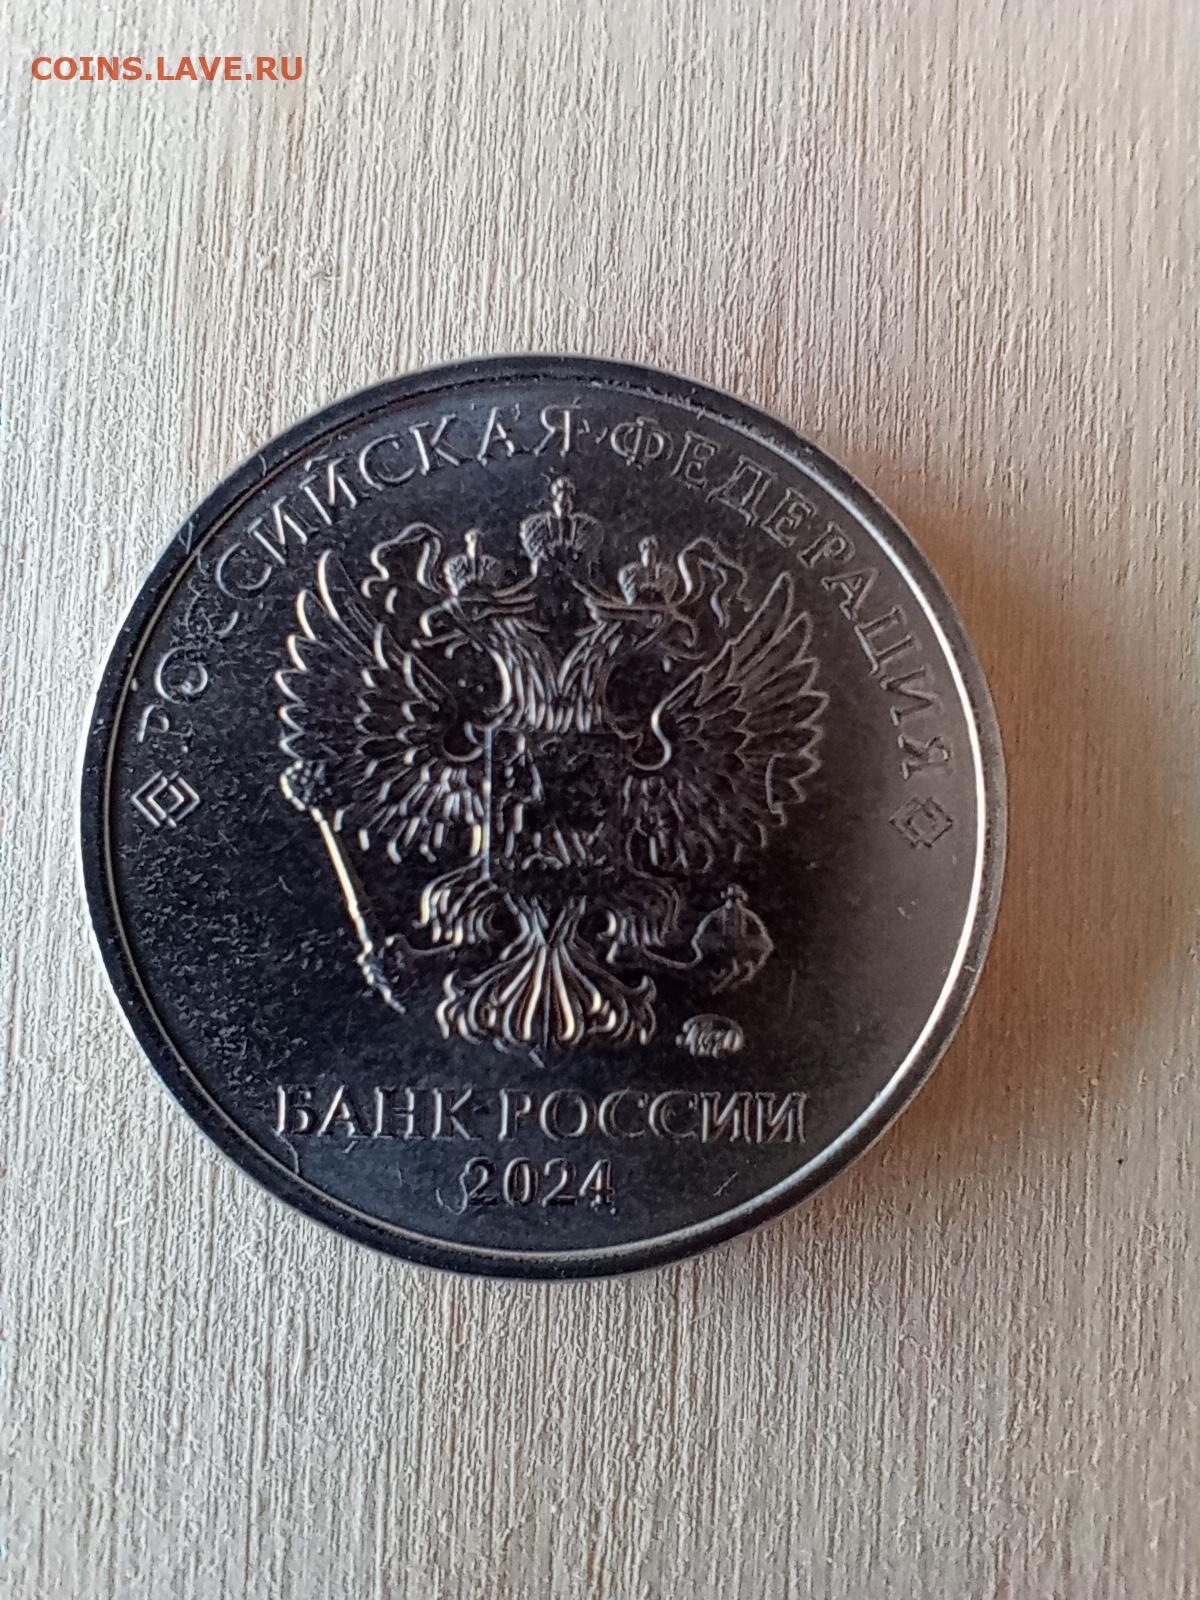 COINS.LAVE.RU
РОССИЙСКАЯ ФЕДЕРАЦИЯ
БАНК РОССИИ
2024